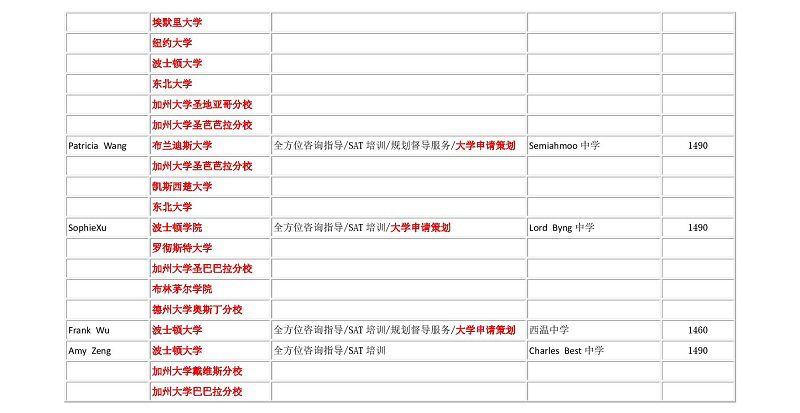 埃默里大学
纽约大学
波士顿大学
东北大学
加州大学圣地亚哥分校
加州大学圣芭芭拉分校
Patricia Wang 布兰迪斯大学 全方位咨询指导/SAT 培训/规划督导服务/大学申请策划 Semiahmoo 中学 1490
加州大学圣芭芭拉分校
凯斯西楚大学
东北大学
SophieXu 波士顿学院 全方位咨询指导/SAT 培训/大学申请策划 Lord Byng 中学 1490
罗彻斯特大学
加州大学圣巴巴拉分校
布林茅尔学院
德州大学奥斯丁分校
Frank Wu 波士顿大学 全方位咨询指导/SAT 培训/规划督导服务/大学申请策划 西温中学 1460
Amy Zeng 波士顿大学 全方位咨询指导/SAT 培训 Charles Best 中学 1490
加州大学戴维斯分校
加州大学巴巴拉分校